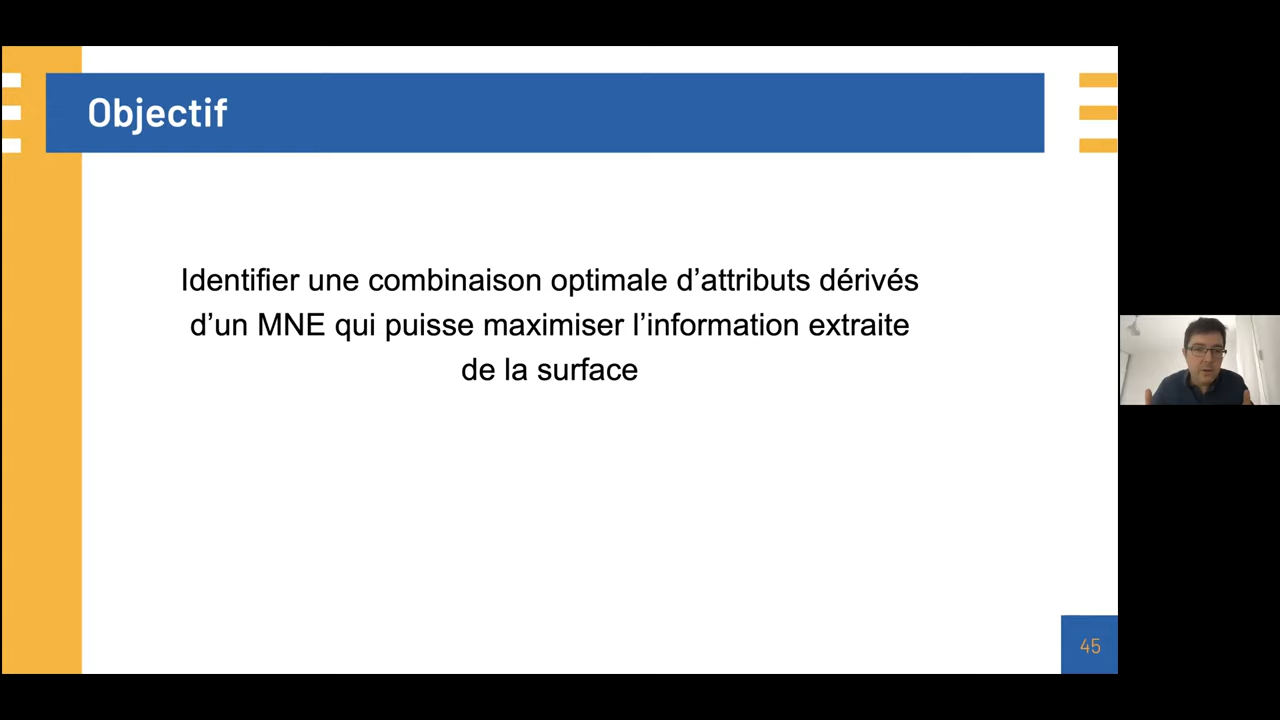 Objectif
Identifier une combinaison optimale d’attributs dérivés
d’un MNE qui puisse maximiser l’information extraite
de la surface
45